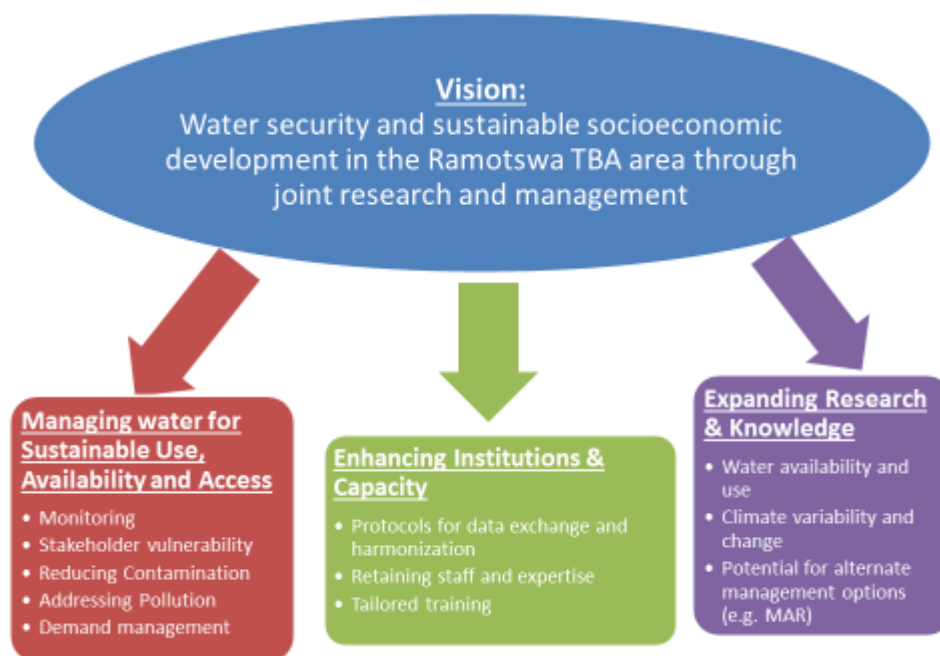 Vision:
Water security and sustainable socioeconomic
development in the Ramotswa TBA area through
joint research and management
Managing water for
Sustainable Use,
Availability and Access
• Monitoring
• Stakeholder vulnerability
• Reducing Contamination
• Addressing Pollution
• Demand management
Enhancing Institutions &
Capacity
• Protocols for data exchange and
harmonization
• Retaining staff and expertise
• Tailored training
Expanding Research
& Knowledge
• Water availability and
use
• Climate variability and
change
• Potential for alternate
management options
(e.g. MAR)